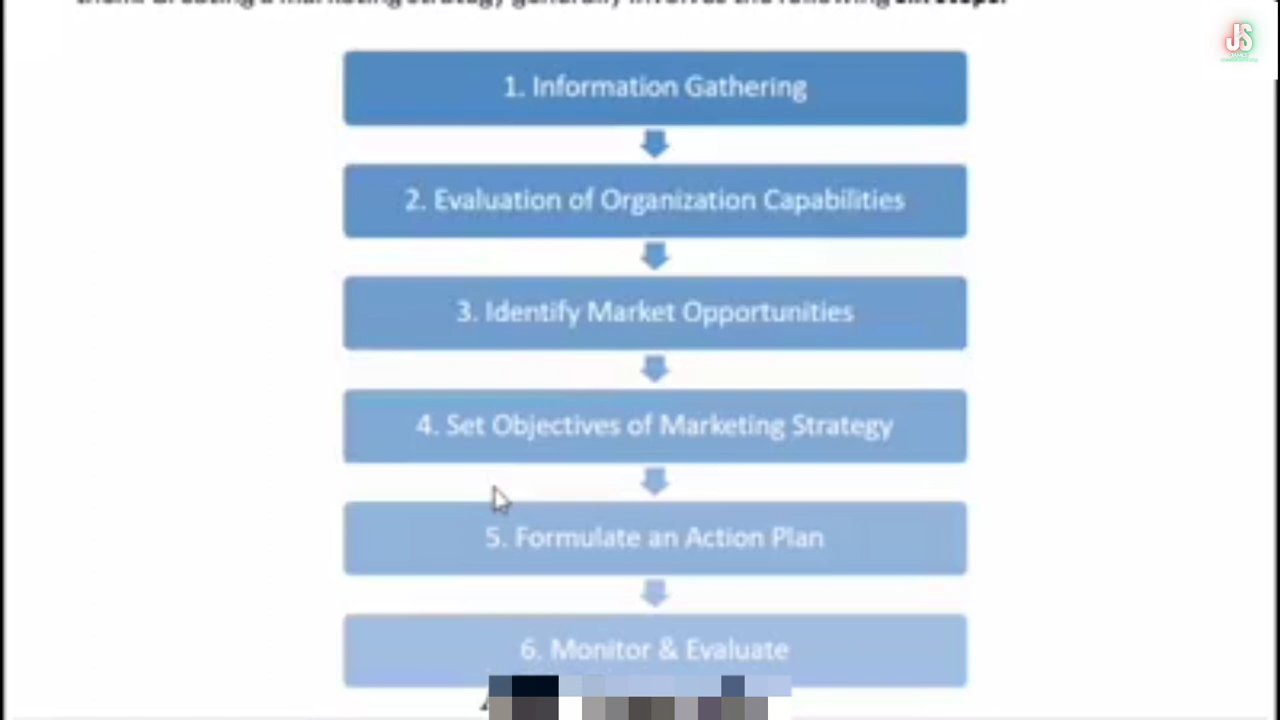 JS
1. Information Gathering
2. Evaluation of Organization Capabilities
3. Identify Market Opportunities
4. Set Objectives of Marketing Strategy
5. Formulate an Action Plan
6. Monitor & Evaluate